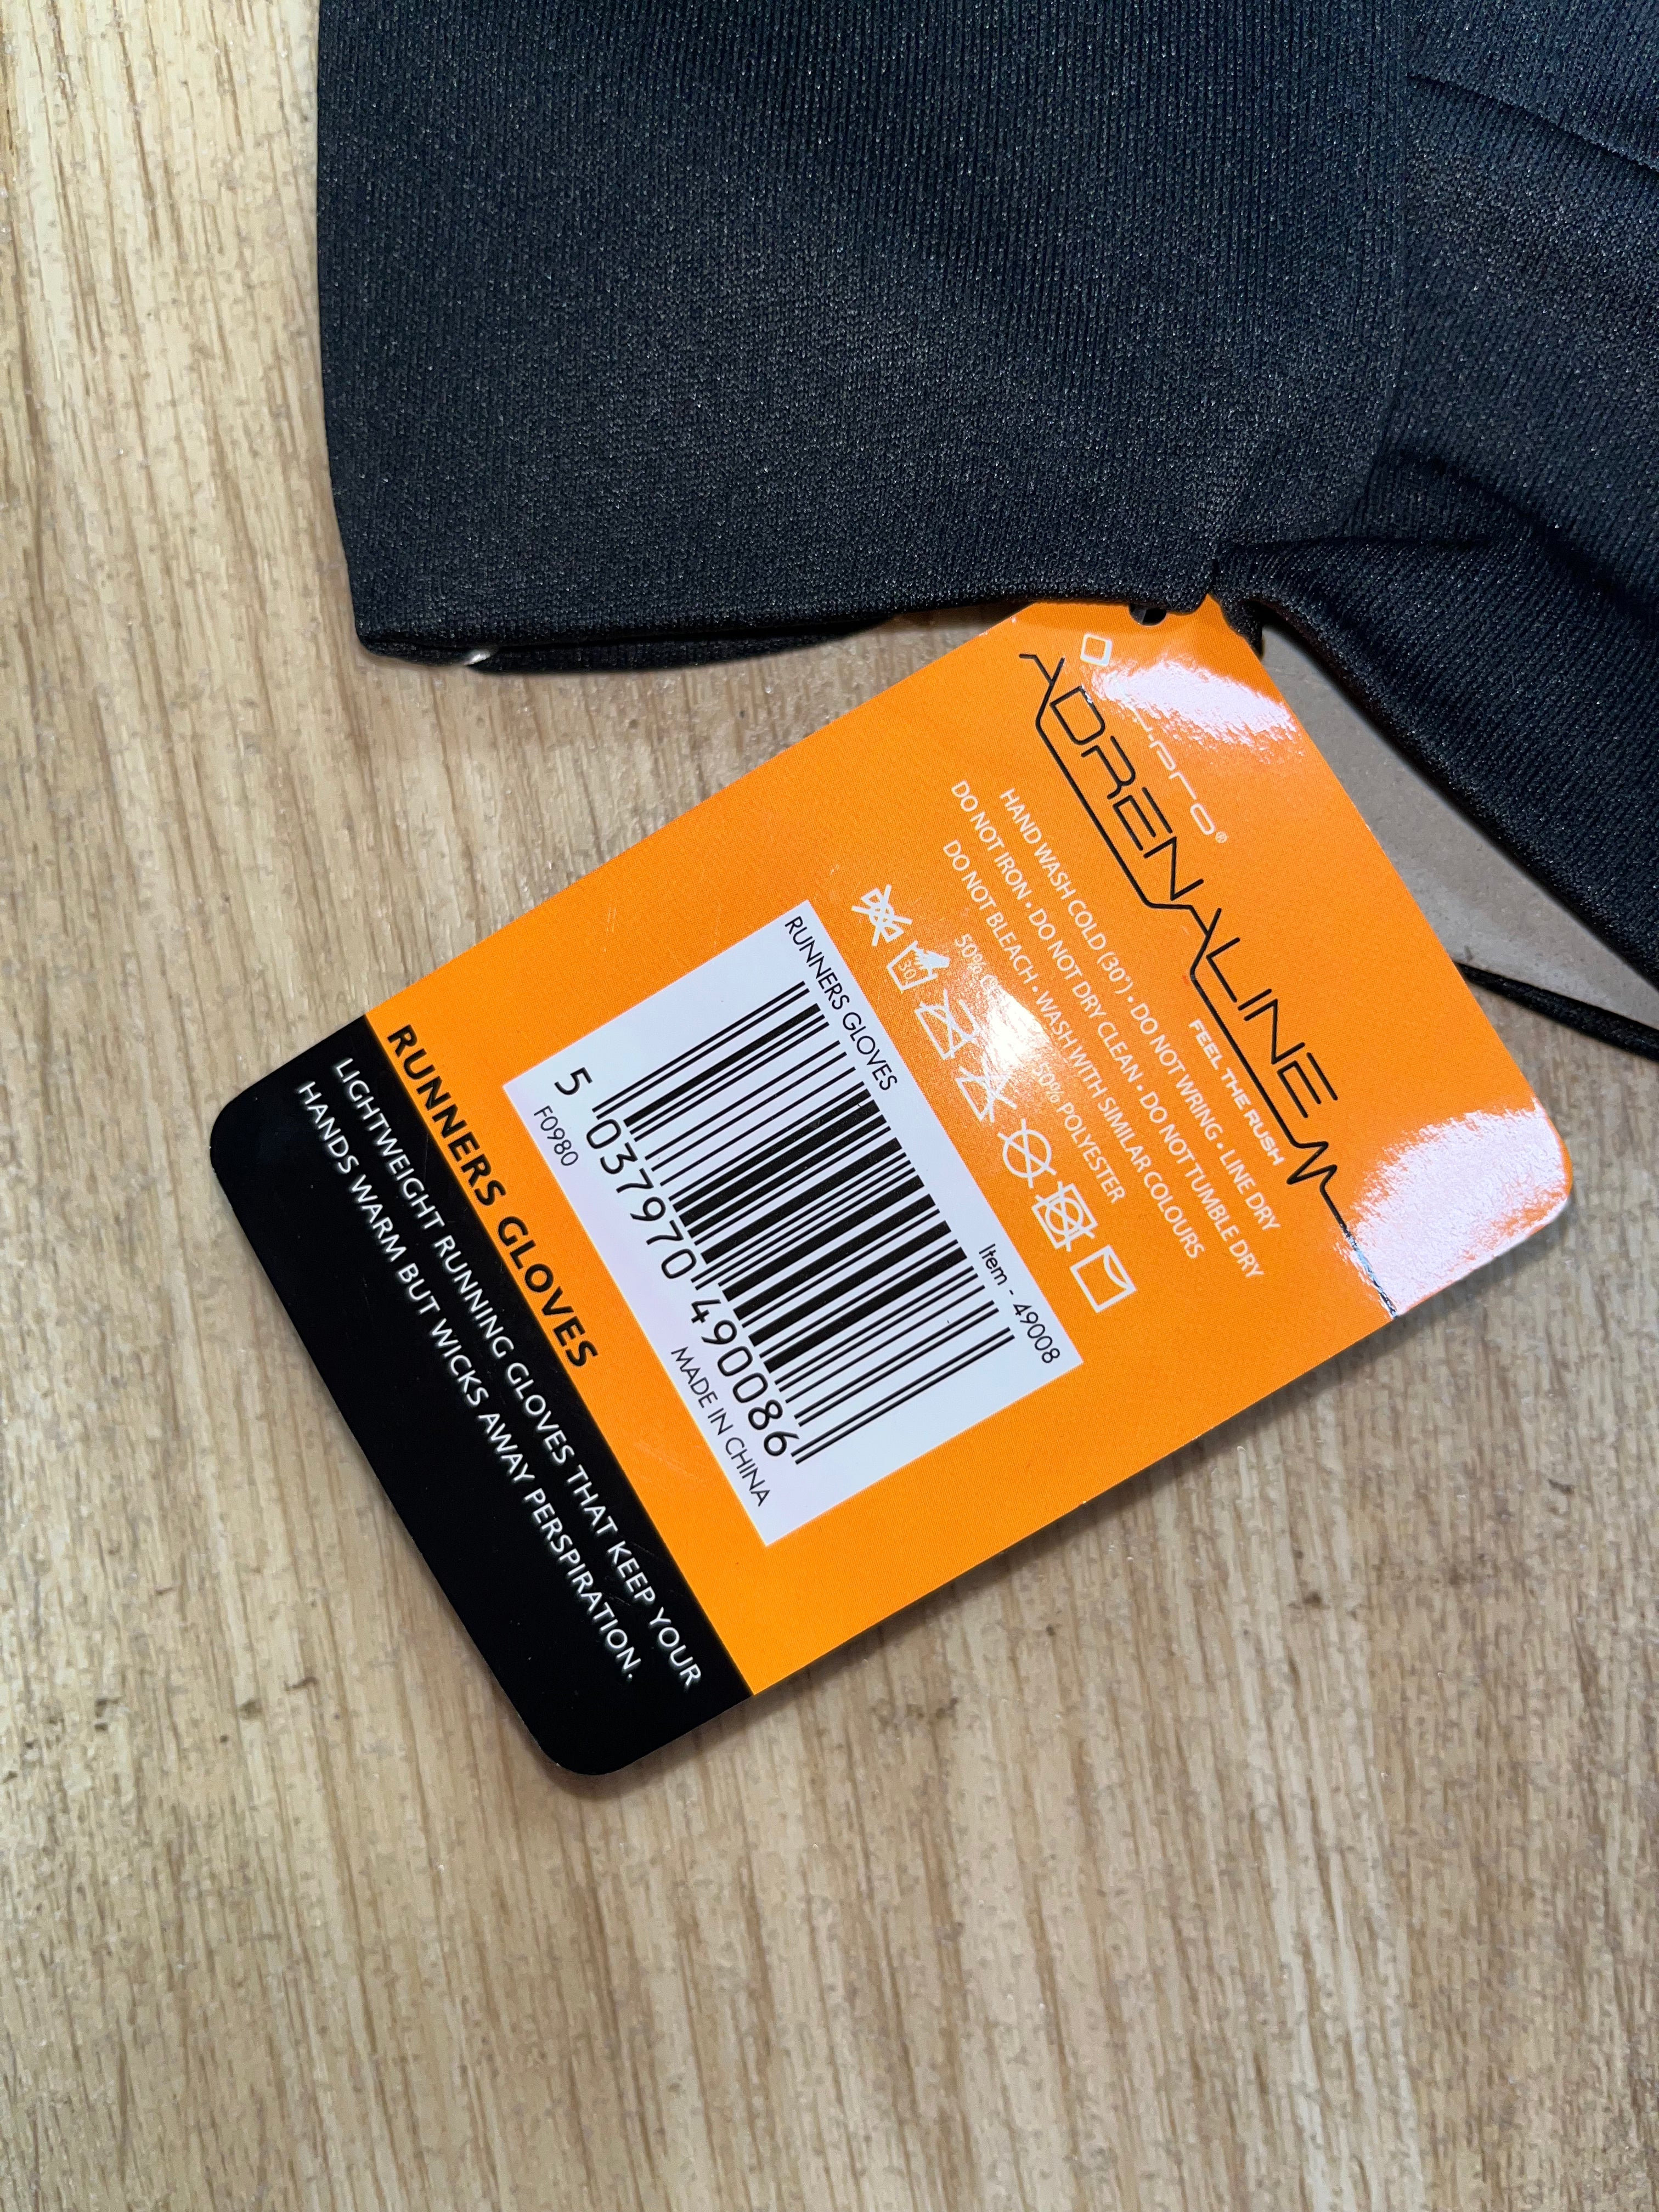 ADRENALINE
FEEL THE RUSH
HAND WASH COLD (30°) • DO NOT WRING • LINE DRY
DO NOT IRON • DO NOT DRY CLEAN • DO NOT TUMBLE DRY
DO NOT BLEACH • WASH WITH SIMILAR COLOURS
50% 50% POLYESTER
30
RUNNERS GLOVES
Item - 49008
5 037970 490086
F0980
MADE IN CHINA
RUNNERS GLOVES
LIGHTWEIGHT RUNNING GLOVES THAT KEEP YOUR
HANDS WARM BUT WICKS AWAY PERSPIRATION.